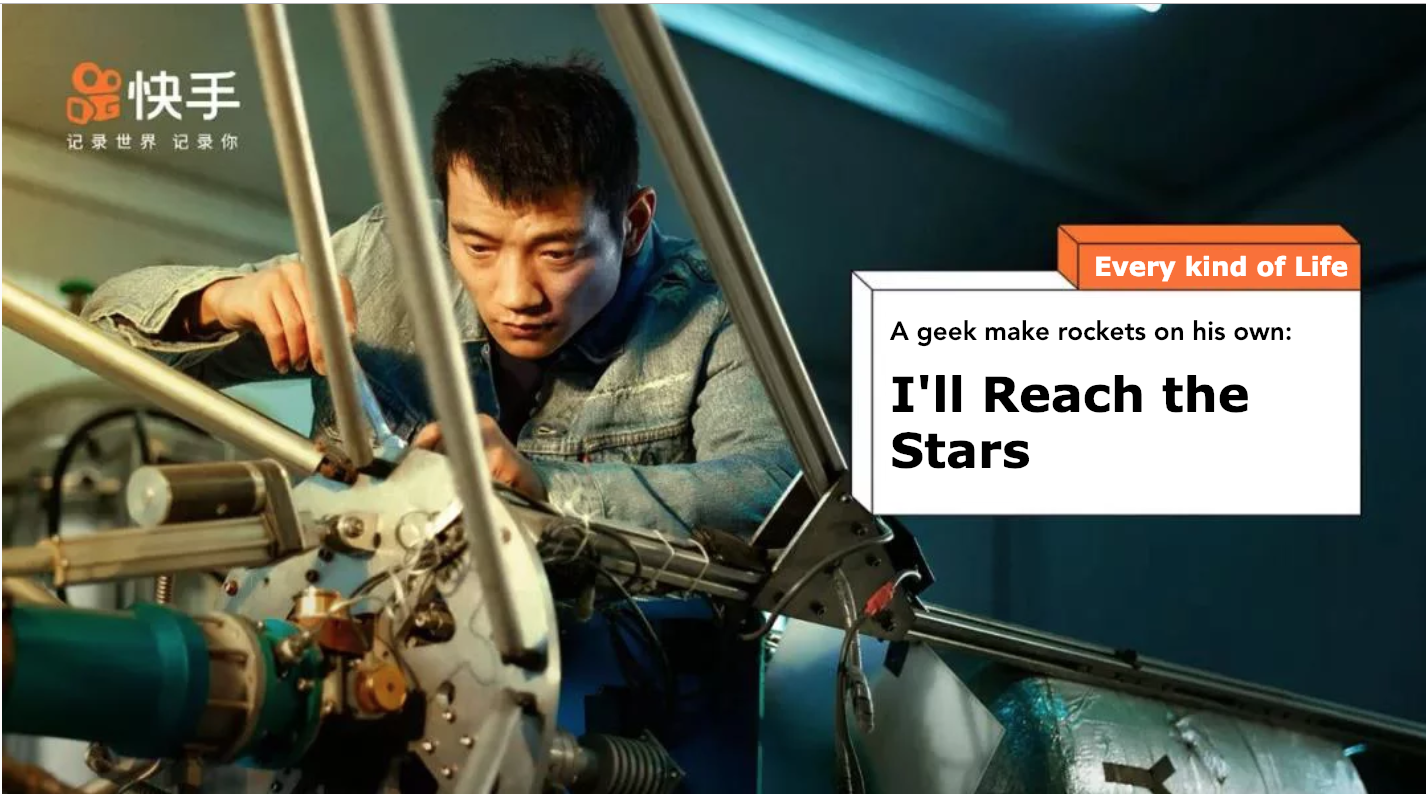 快手
记录世界 记录你
Every kind of Life
A geek make rockets on his own:
I'll Reach the
Stars